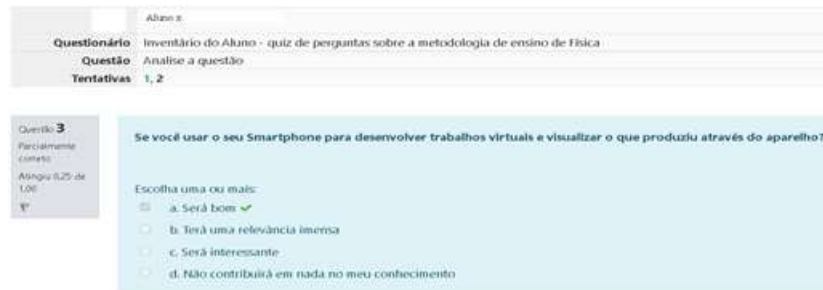 Aluno x
Questionário Inventário do Aluno - quiz de perguntas sobre a metodologia de ensino de Física
Questão Analise a questão
Tentativas 1, 2
Questão 3
Parcialmente correto
Atingiu 0,25 de 1,00
Se você usar o seu Smartphone para desenvolver trabalhos virtuais e visualizar o que produziu através do aparelho?
Escolha uma ou mais:
a. Será bom
b. Terá uma relevância imensa
c. Será interessante
d. Não contribuirá em nada no meu conhecimento